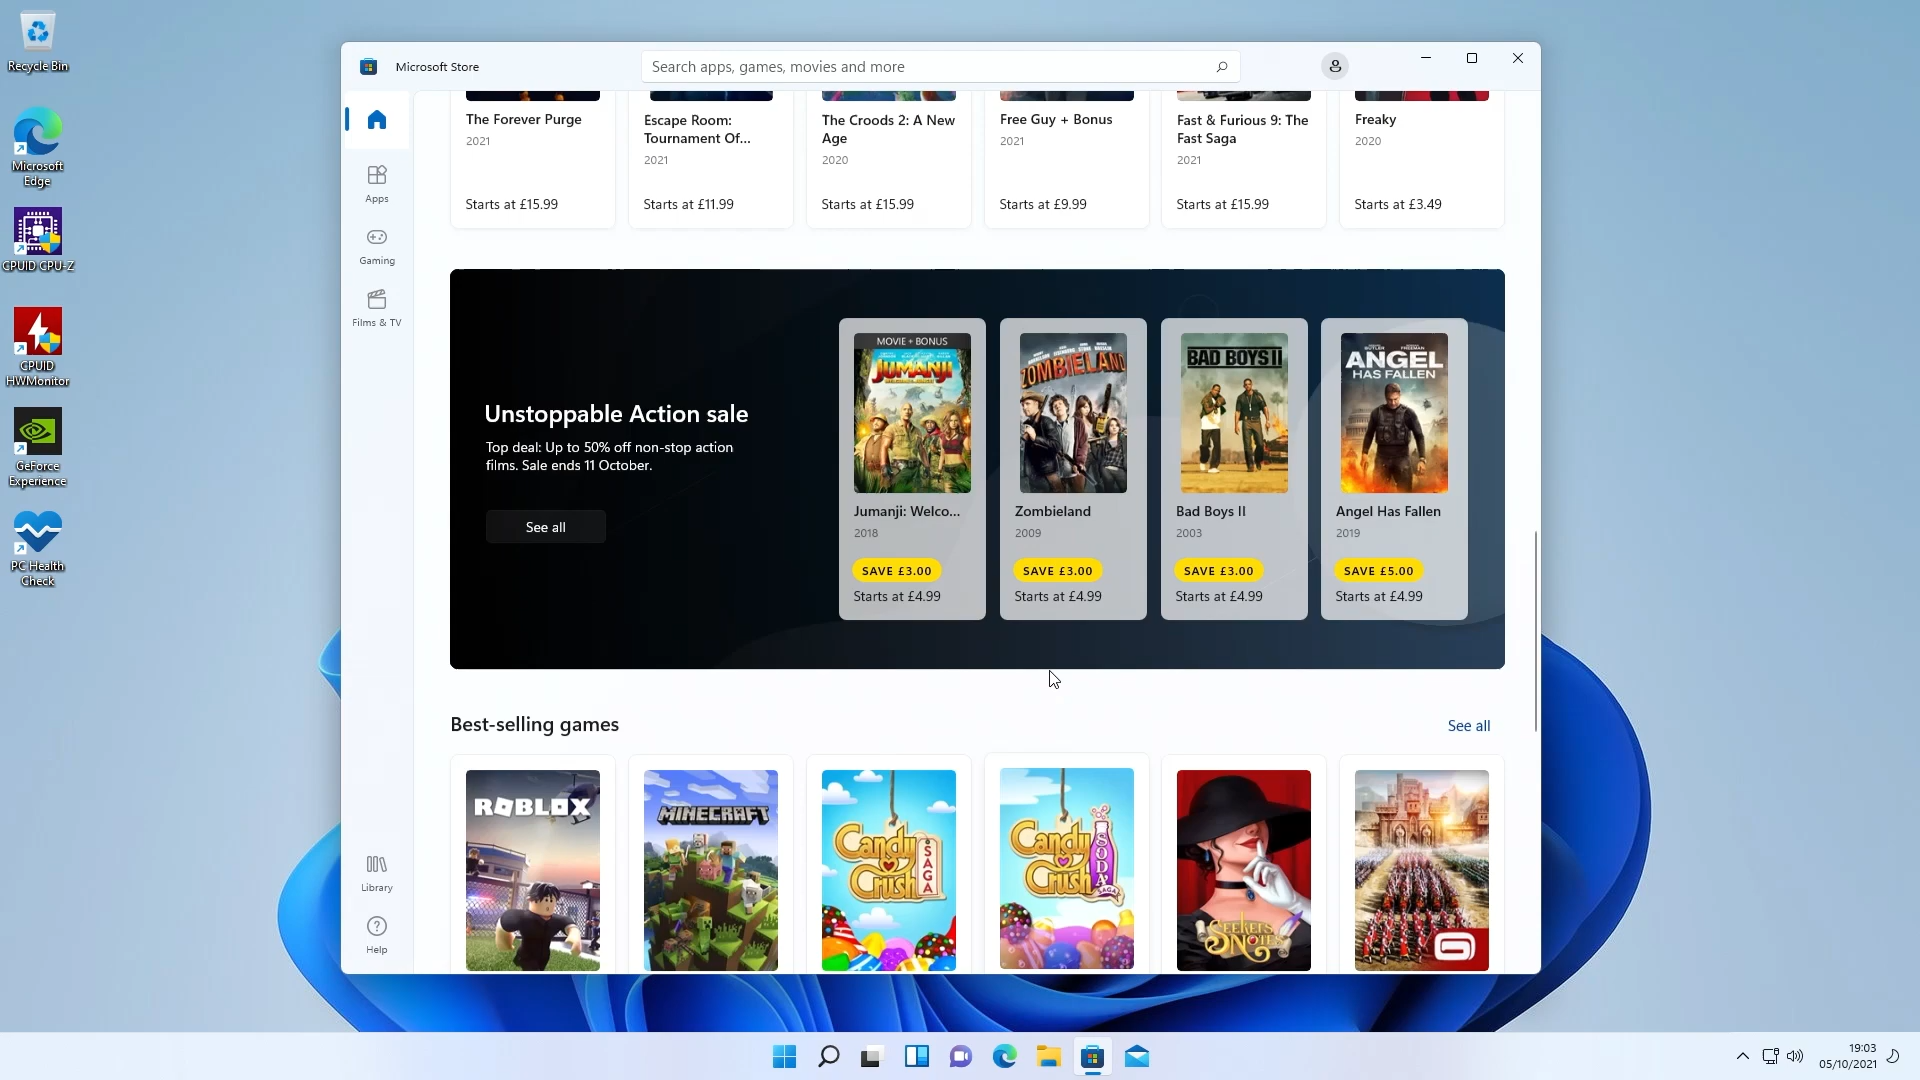 Recycle Bin
Microsoft
Edge
CPUID CPU-Z
CPUID
HWMonitor
GeForce
Experience
PC Health
Check
Microsoft Store
Search apps, games, movies and more
Apps
Gaming
Films & TV
Library
Help
The Forever Purge
2021
Starts at £15.99
Escape Room:
Tournament Of...
2021
Starts at £11.99
The Croods 2: A New
Age
2020
Starts at £15.99
Free Guy + Bonus
2021
Starts at £9.99
Fast & Furious 9: The
Fast Saga
2021
Starts at £15.99
Freaky
2020
Starts at £3.49
Unstoppable Action sale
Top deal: Up to 50% off non-stop action
films. Sale ends 11 October.
See all
MOVIE + BONUS
JUMANJI
Jumanji: Welco...
2018
SAVE £3.00
Starts at £4.99
ZOMBIELAND
Zombieland
2009
SAVE £3.00
Starts at £4.99
BAD BOYS II
Bad Boys II
2003
SAVE £3.00
Starts at £4.99
BUTLER FREEMAN
ANGEL
HAS FALLEN
Angel Has Fallen
2019
SAVE £5.00
Starts at £4.99
Best-selling games
See all
ROBLOX
MINECRAFT
Candy
Crush
SAGA
Candy
Crush
SODA
SAGA
SEEKERS
NOTES
19:03
05/10/2021